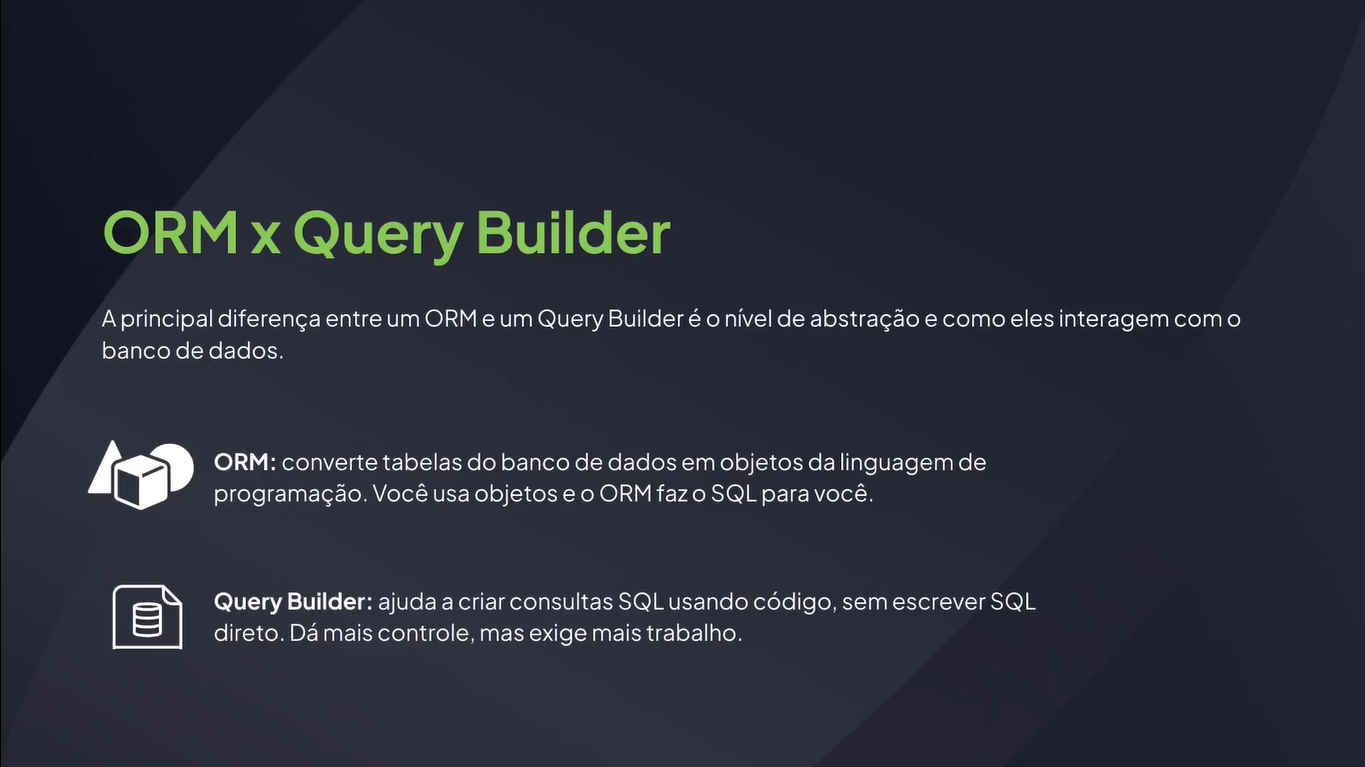 ORM x Query Builder
A principal diferença entre um ORM e um Query Builder é o nível de abstração e como eles interagem com o
banco de dados.
ORM: converte tabelas do banco de dados em objetos da linguagem de
programação. Você usa objetos e o ORM faz o SQL para você.
Query Builder: ajuda a criar consultas SQL usando código, sem escrever SQL
direto. Dá mais controle, mas exige mais trabalho.